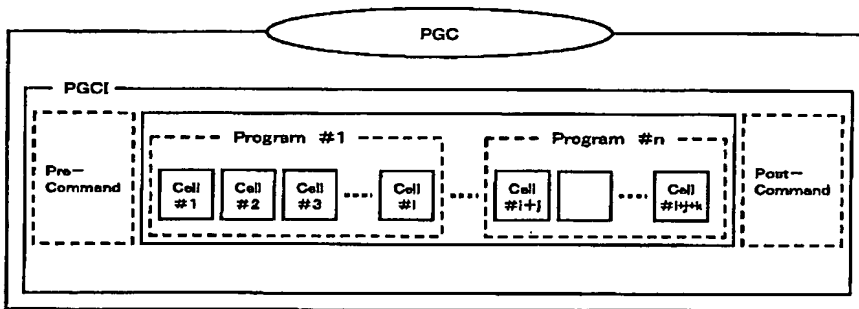 PGC
PGCI
Pre-
Command
Program #1
Cell
#1
Cell
#2
Cell
#3
Cell
#i
Program #n
Cell
#i+j
Cell
#i+j+k
Post-
Command